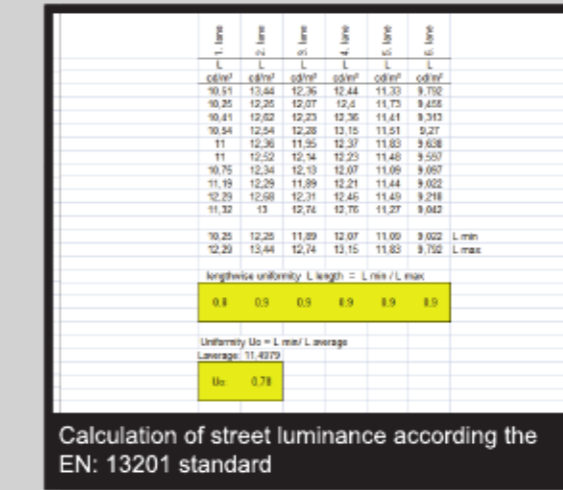 1. lane 2. lane 3. lane 4. lane 5. lane 6. lane
L L L L L L
cd/m² cd/m² cd/m² cd/m² cd/m² cd/m²
10,51 13,44 12,36 12,44 11,33 9,792
10,25 12,25 12,07 12,4 11,73 9,455
10,41 12,62 12,23 12,36 11,41 9,313
10,54 12,54 12,28 13,15 11,51 9,27
11 12,36 11,95 12,37 11,83 9,638
11 12,52 12,14 12,23 11,48 9,597
10,75 12,34 12,13 12,07 11,09 9,097
11,19 12,29 11,89 12,21 11,44 9,022
12,29 12,68 12,31 12,46 11,49 9,218
11,32 13 12,74 12,76 11,27 9,042
10,25 12,25 11,89 12,07 11,09 9,022 L min
12,29 13,44 12,74 13,15 11,83 9,792 L max
lengthwise uniformity L length = L min / L max
0.8 0.9 0.9 0.9 0.9 0.9
Uniformity Uo = L min/ L average
Laverage: 11,4979
Uo: 0,78
Calculation of street luminance according the
EN: 13201 standard